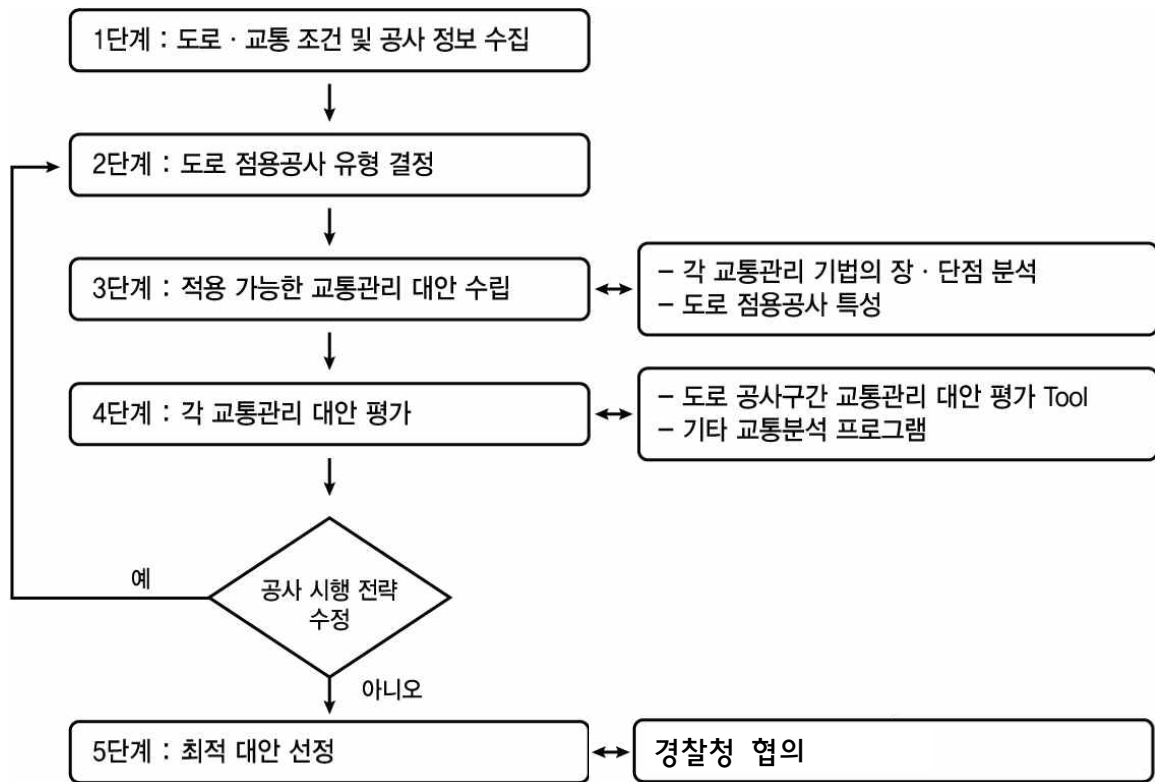 1단계 : 도로 · 교통 조건 및 공사 정보 수집
2단계 : 도로 점용공사 유형 결정
3단계 : 적용 가능한 교통관리 대안 수립
– 각 교통관리 기법의 장 · 단점 분석
– 도로 점용공사 특성
4단계 : 각 교통관리 대안 평가
– 도로 공사구간 교통관리 대안 평가 Tool
– 기타 교통분석 프로그램
예
공사 시행 전략
수정
아니오
5단계 : 최적 대안 선정
경찰청 협의